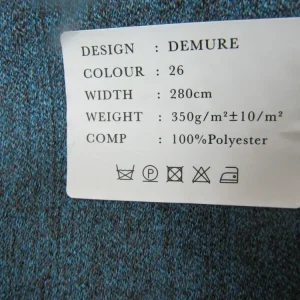 DESIGN : DEMURE
COLOUR : 26
WIDTH : 280cm
WEIGHT : 350g/m²±10/m²
COMP : 100%Polyester